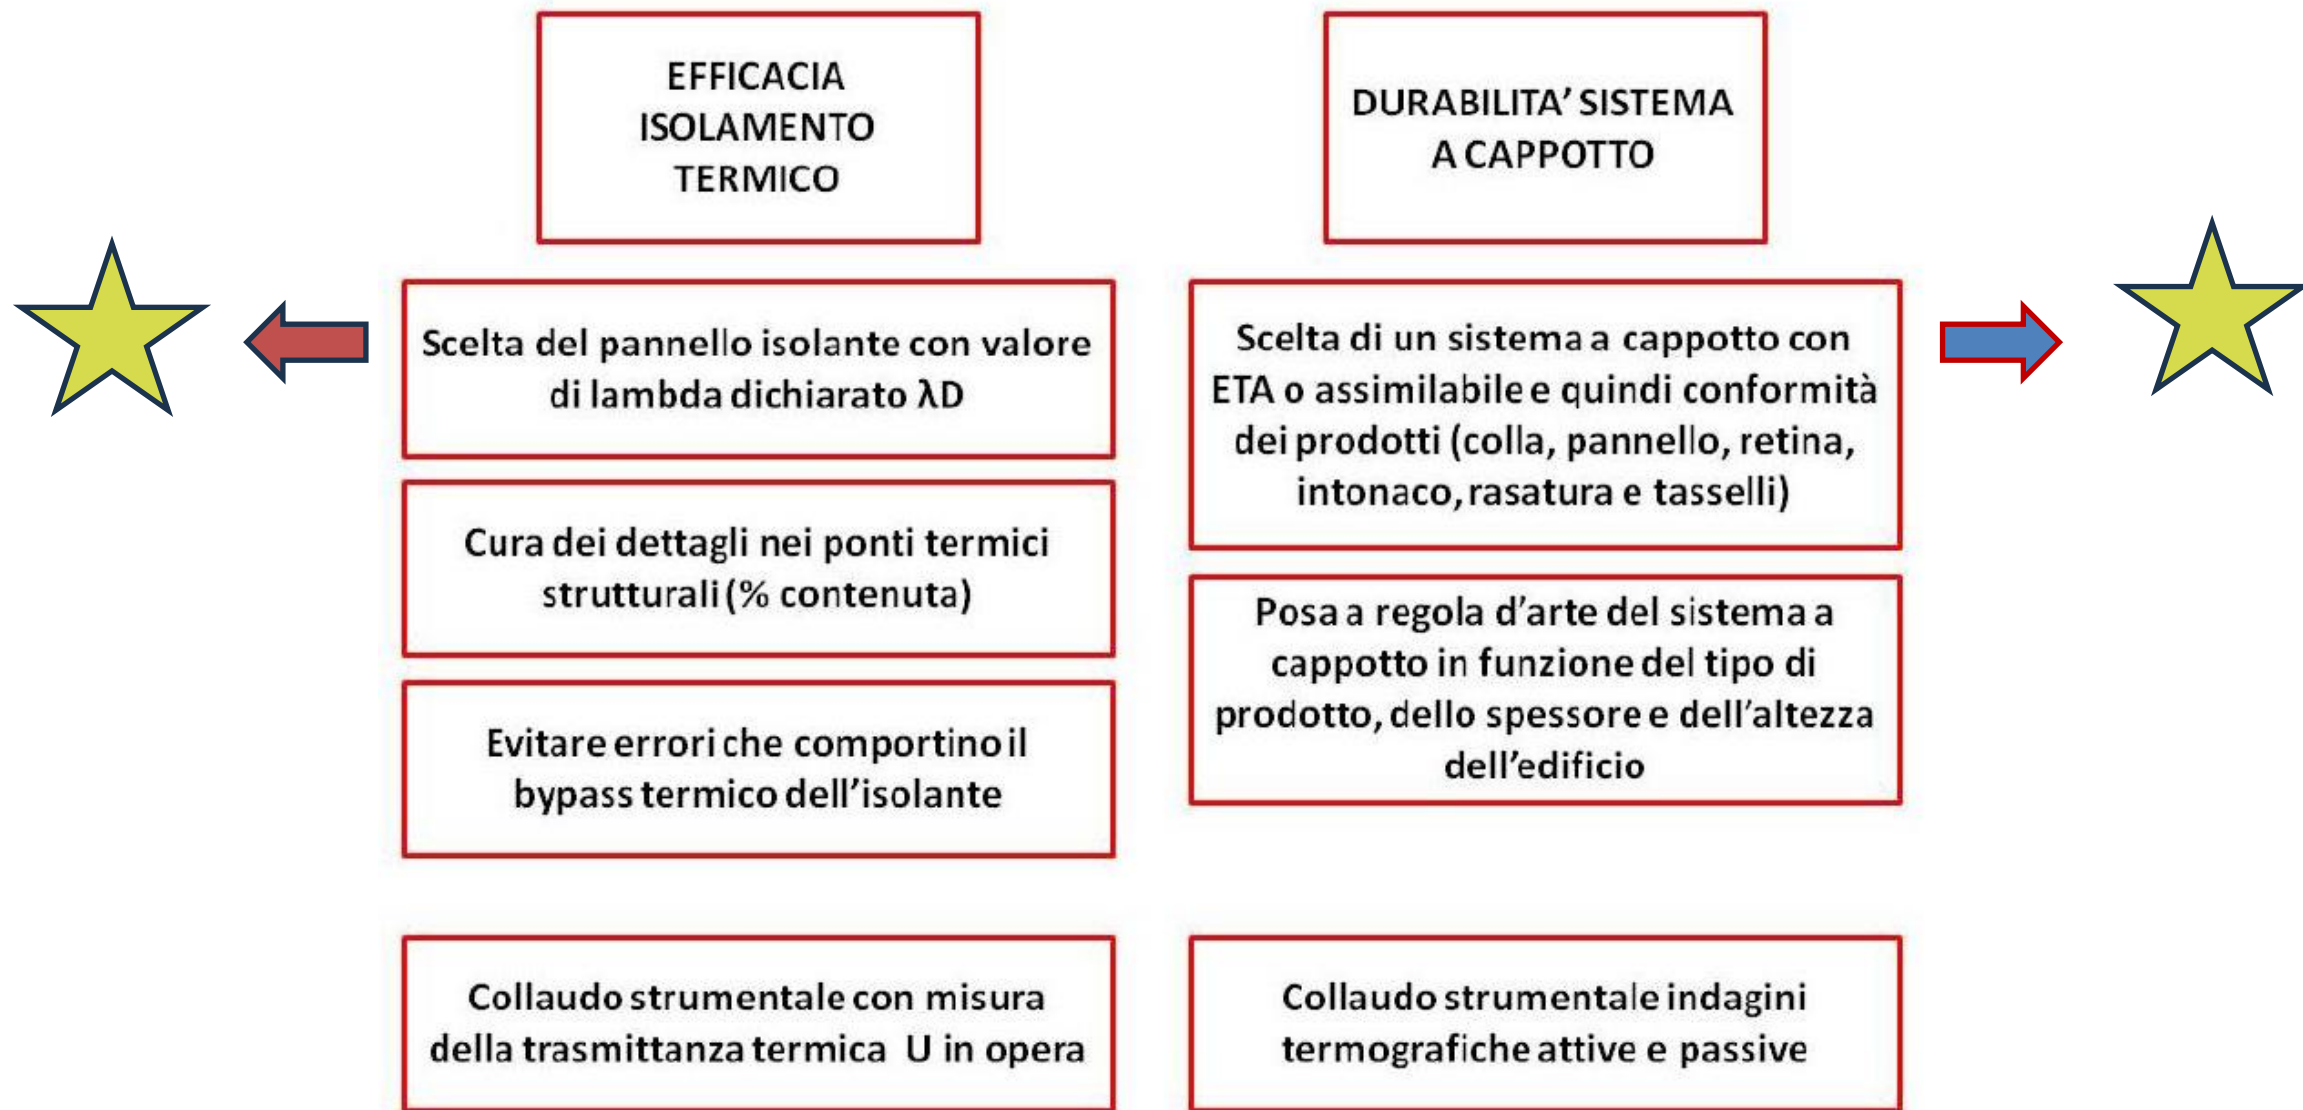 EFFICACIA
ISOLAMENTO
TERMICO
Scelta del pannello isolante con valore
di lambda dichiarato λD
Cura dei dettagli nei ponti termici
strutturali (% contenuta)
Evitare errori che comportino il
bypass termico dell'isolante
Collaudo strumentale con misura
della trasmittanza termica U in opera
DURABILITA' SISTEMA
A CAPPOTTO
Scelta di un sistema a cappotto con
ETA o assimilabile e quindi conformità
dei prodotti (colla, pannello, retina,
intonaco, rasatura e tasselli)
Posa a regola d'arte del sistema a
cappotto in funzione del tipo di
prodotto, dello spessore e dell'altezza
dell'edificio
Collaudo strumentale indagini
termografiche attive e passive